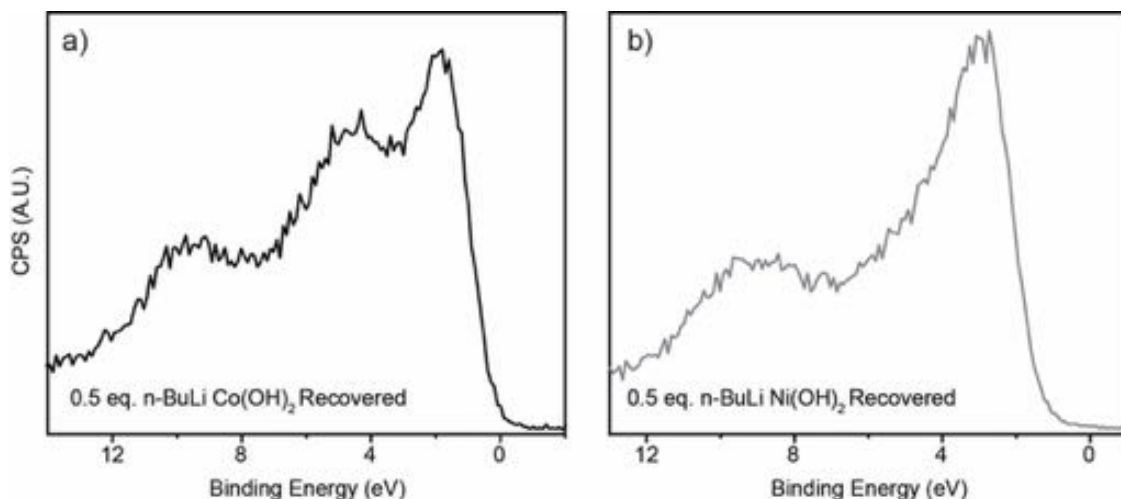 a)
CPS (A.U.)
0.5 eq. n-BuLi Co(OH)₂ Recovered
12 8 4 0
Binding Energy (eV)
b)
0.5 eq. n-BuLi Ni(OH)₂ Recovered
12 8 4 0
Binding Energy (eV)